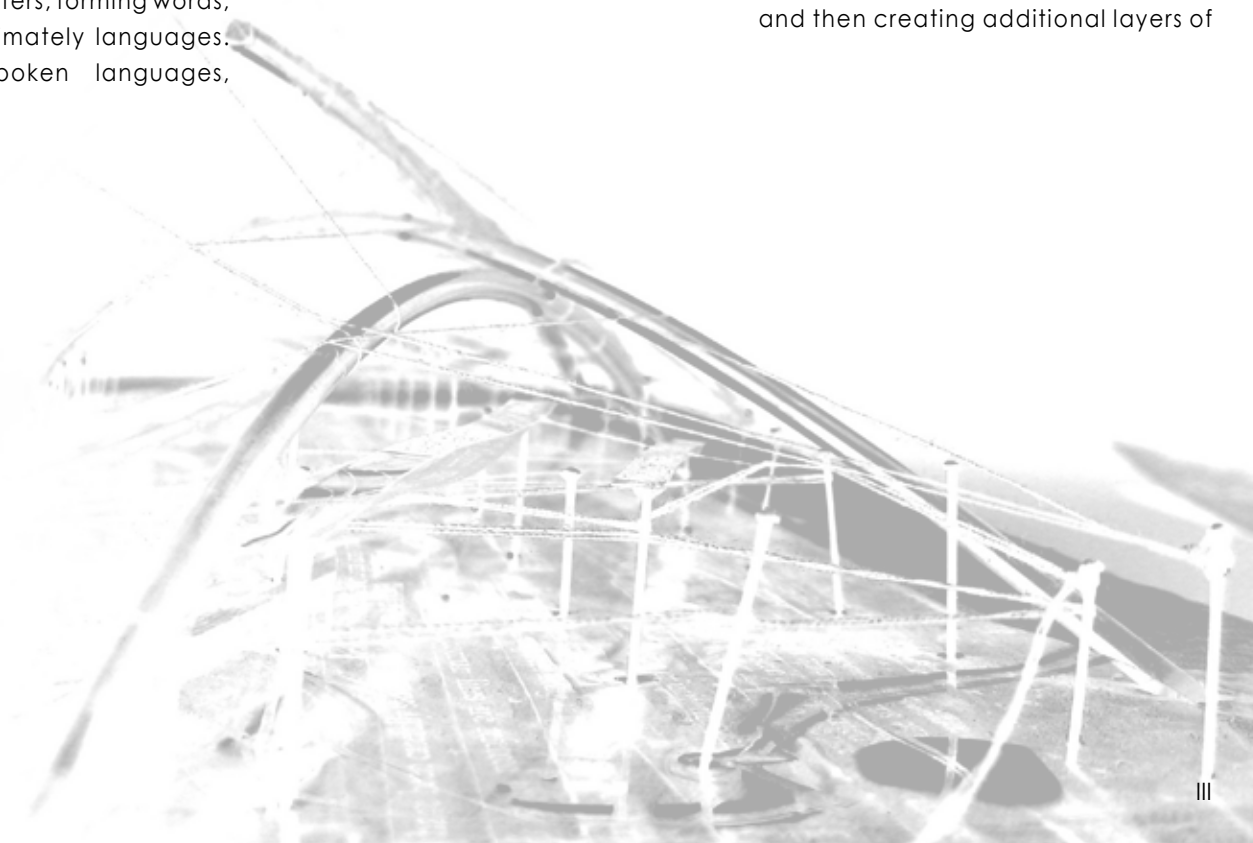 ters, forming words,
mately languages.
poken languages,
and then creating additional layers of
III